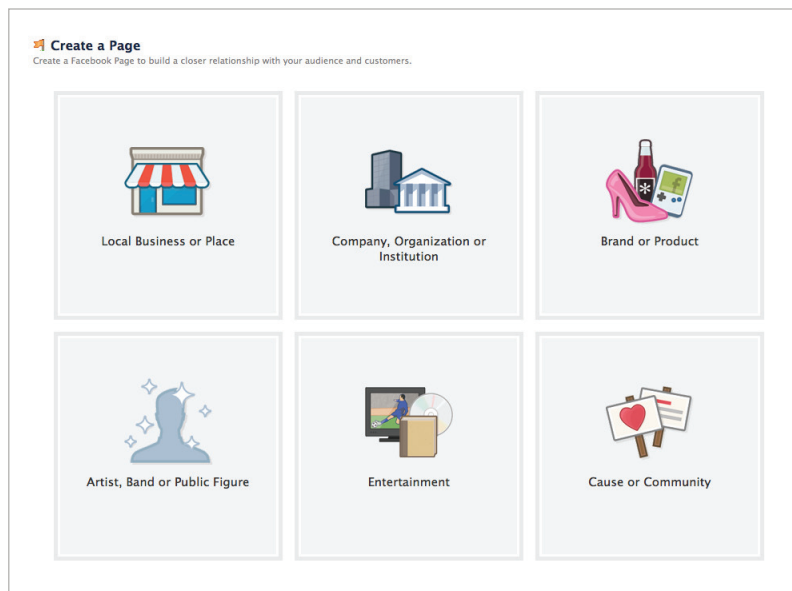 Create a Page
Create a Facebook Page to build a closer relationship with your audience and customers.
Local Business or Place
Company, Organization or
Institution
Brand or Product
Artist, Band or Public Figure
Entertainment
Cause or Community